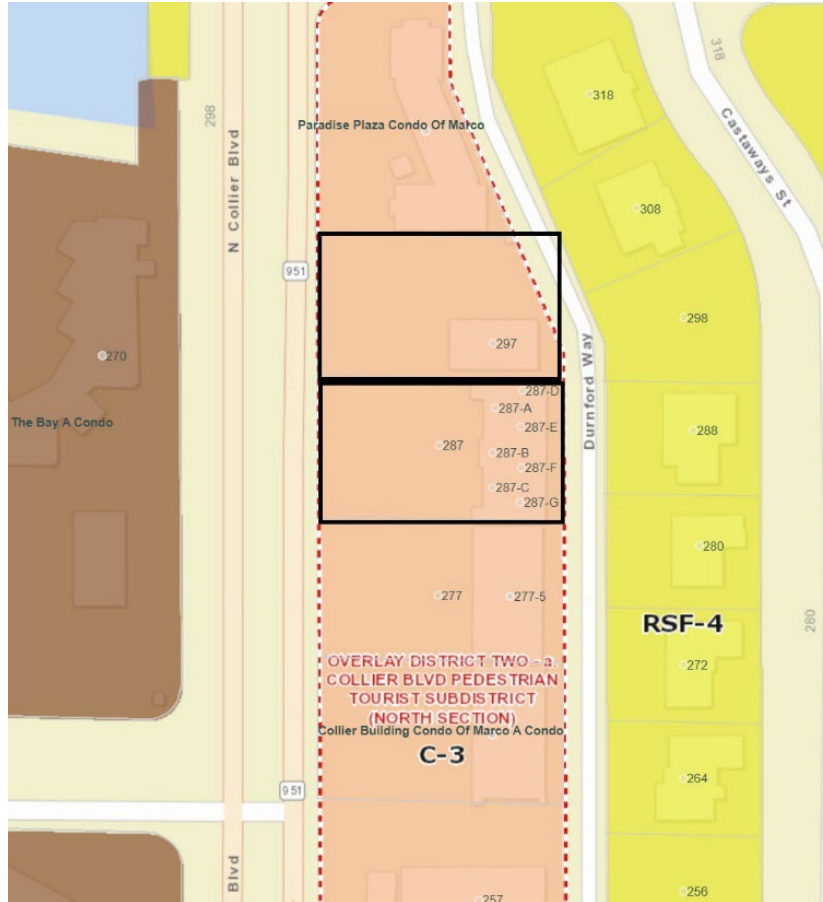 318
318
298
Castaways St
Paradise Plaza Condo Of Marco
N Collier Blvd
308
951
298
297
270
Durnford Way
287-D
287-A
287-E
The Bay A Condo
287
287-B
288
287-F
287-C
287-G
280
277
277-5
280
RSF-4
OVERLAY DISTRICT TWO - a.
COLLIER BLVD PEDESTRIAN
TOURIST SUBDISTRICT
(NORTH SECTION)
272
Collier Building Condo Of Marco A Condo
C-3
264
951
Blvd
257
256